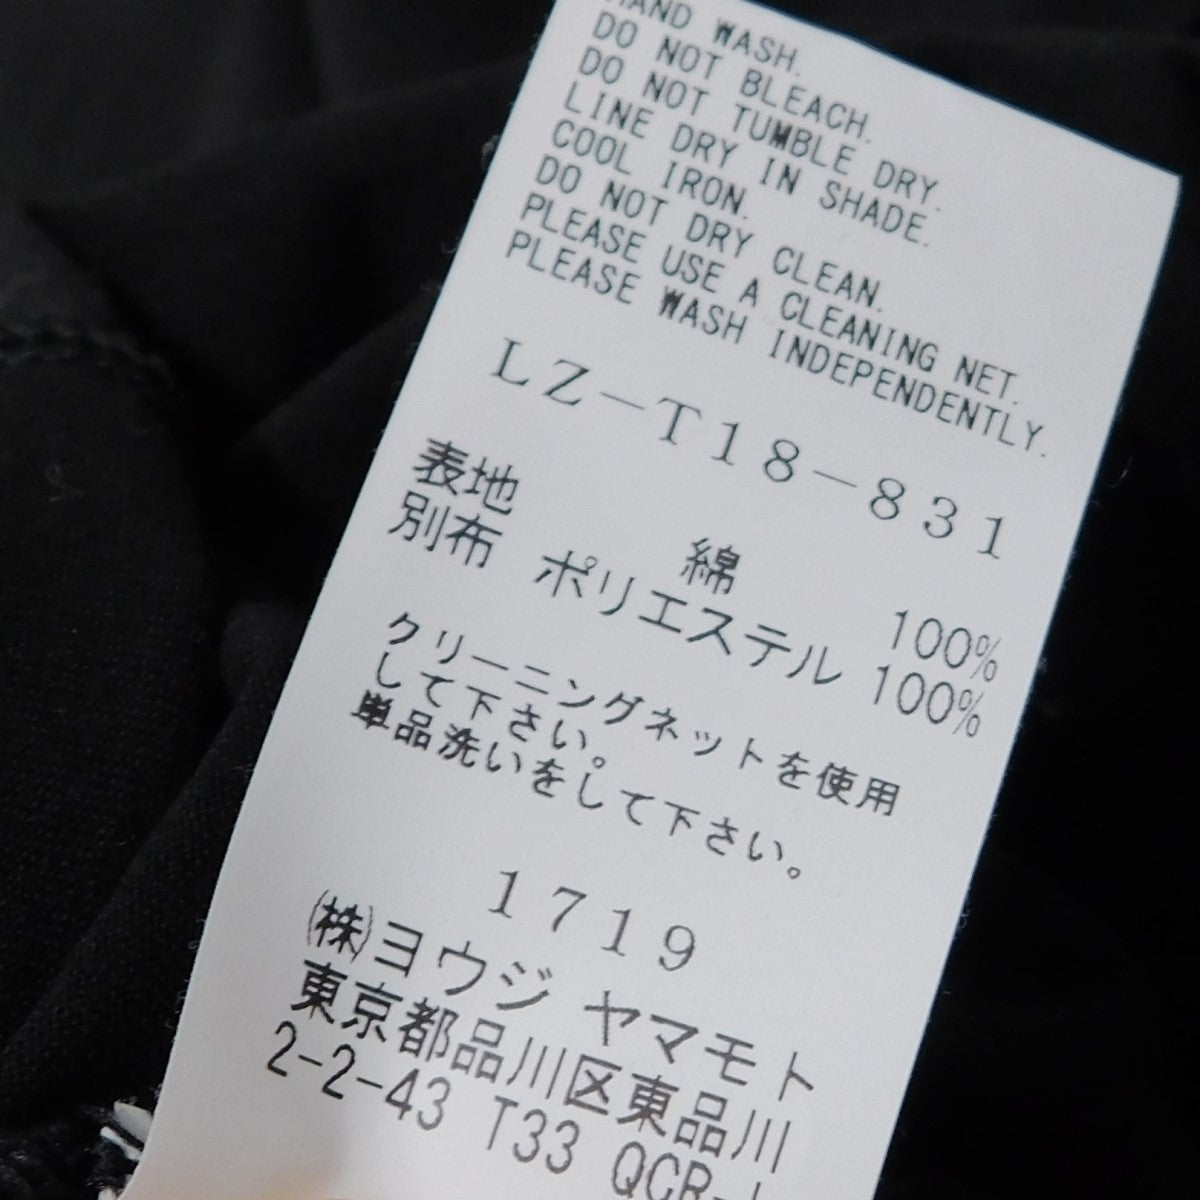 HAND WASH.
DO NOT BLEACH.
DO NOT TUMBLE DRY.
LINE DRY IN SHADE.
COOL IRON.
DO NOT DRY CLEAN.
PLEASE USE A CLEANING NET.
PLEASE WASH INDEPENDENTLY.
LZ-T18-831
表地 綿 100%
別布 ポリエステル 100%
クリーニングネットを使用
して下さい。
単品洗いをして下さい。
1719
(株)ヨウジ ヤマモト
東京都品川区東品川
2-2-43 T33